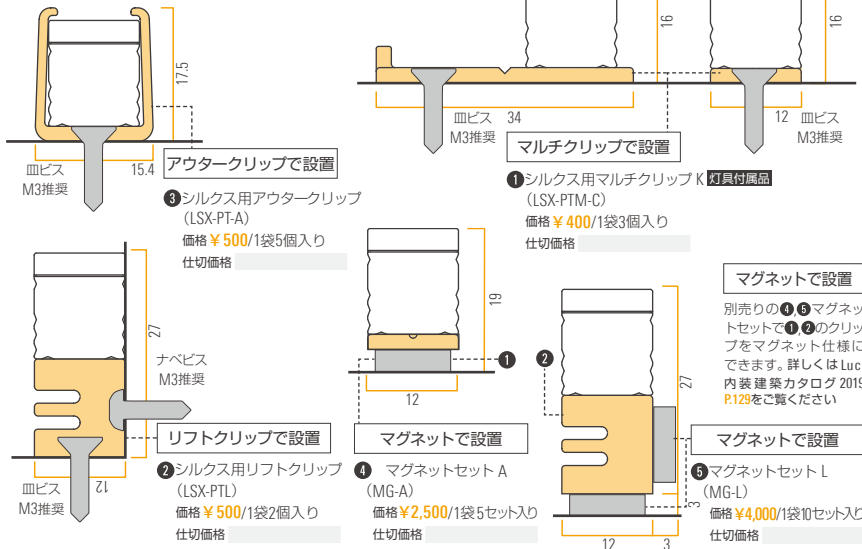 17.5
15.4
皿ビス
M3推奨
アウタークリップで設置
❸シルクス用アウタークリップ
(LSX-PT-A)
価格¥500/1袋5個入り
仕切価格
16
34
皿ビス
M3推奨
16
12
皿ビス
M3推奨
マルチクリップで設置
❶シルクス用マルチクリップK 灯具付属品
(LSX-PTM-C)
価格¥400/1袋3個入り
仕切価格
27
ナベビス
M3推奨
12
皿ビス
M3推奨
リフトクリップで設置
❷シルクス用リフトクリップ
(LSX-PTL)
価格¥500/1袋2個入り
仕切価格
19
❶
12
マグネットで設置
❹ マグネットセットA
(MG-A)
価格¥2,500/1袋5セット入り
仕切価格
❷
27
3
12
3
マグネットで設置
別売りの❹,❺マグネッ
トセットで❶,❷のクリッ
プをマグネット仕様に
できます。詳しくはLuc
内装建築カタログ2019
P.129をご覧ください
マグネットで設置
❺マグネットセットL
(MG-L)
価格¥4,000/1袋10セット入り
仕切価格